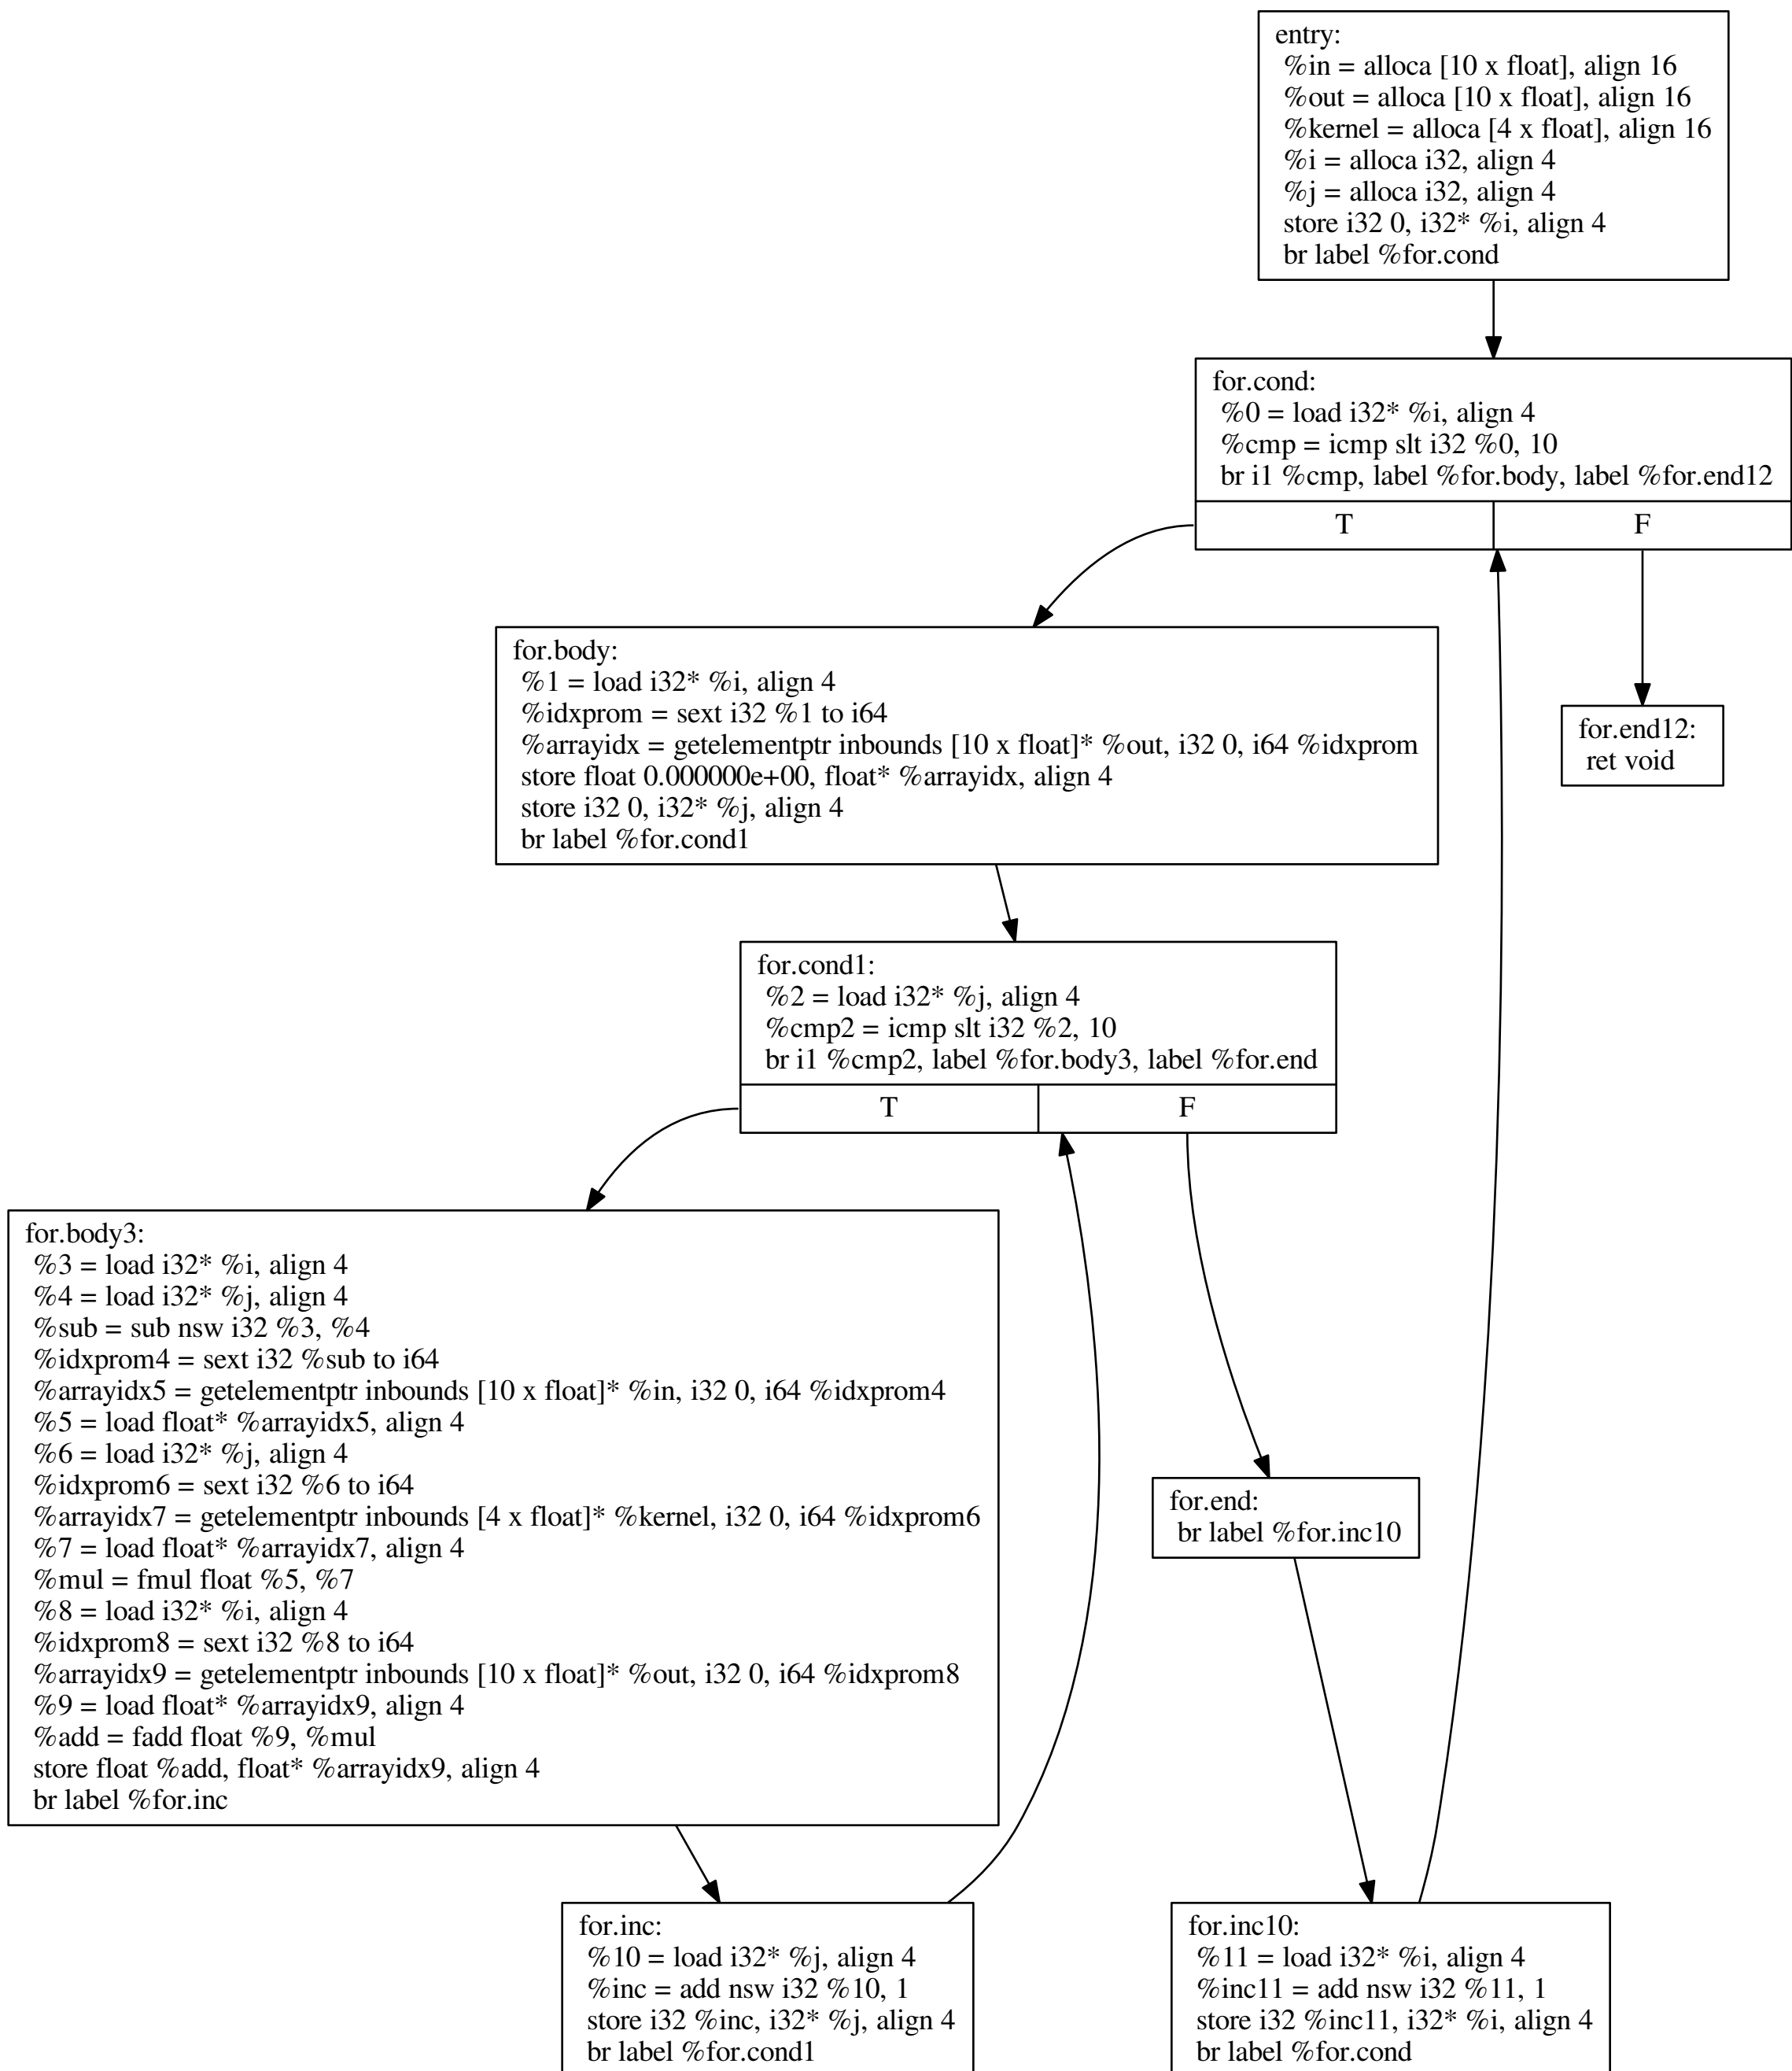 entry:
%in = alloca [10 x float], align 16
%out = alloca [10 x float], align 16
%kernel = alloca [4 x float], align 16
%i = alloca i32, align 4
%j = alloca i32, align 4
store i32 0, i32* %i, align 4
br label %for.cond
for.cond:
%0 = load i32* %i, align 4
%cmp = icmp slt i32 %0, 10
br i1 %cmp, label %for.body, label %for.end12
T F
for.body:
%1 = load i32* %i, align 4
%idxprom = sext i32 %1 to i64
%arrayidx = getelementptr inbounds [10 x float]* %out, i32 0, i64 %idxprom
store float 0.000000e+00, float* %arrayidx, align 4
store i32 0, i32* %j, align 4
br label %for.cond1
for.end12:
ret void
for.cond1:
%2 = load i32* %j, align 4
%cmp2 = icmp slt i32 %2, 10
br i1 %cmp2, label %for.body3, label %for.end
T F
for.body3:
%3 = load i32* %i, align 4
%4 = load i32* %j, align 4
%sub = sub nsw i32 %3, %4
%idxprom4 = sext i32 %sub to i64
%arrayidx5 = getelementptr inbounds [10 x float]* %in, i32 0, i64 %idxprom4
%5 = load float* %arrayidx5, align 4
%6 = load i32* %j, align 4
%idxprom6 = sext i32 %6 to i64
%arrayidx7 = getelementptr inbounds [4 x float]* %kernel, i32 0, i64 %idxprom6
%7 = load float* %arrayidx7, align 4
%mul = fmul float %5, %7
%8 = load i32* %i, align 4
%idxprom8 = sext i32 %8 to i64
%arrayidx9 = getelementptr inbounds [10 x float]* %out, i32 0, i64 %idxprom8
%9 = load float* %arrayidx9, align 4
%add = fadd float %9, %mul
store float %add, float* %arrayidx9, align 4
br label %for.inc
for.end:
br label %for.inc10
for.inc:
%10 = load i32* %j, align 4
%inc = add nsw i32 %10, 1
store i32 %inc, i32* %j, align 4
br label %for.cond1
for.inc10:
%11 = load i32* %i, align 4
%inc11 = add nsw i32 %11, 1
store i32 %inc11, i32* %i, align 4
br label %for.cond